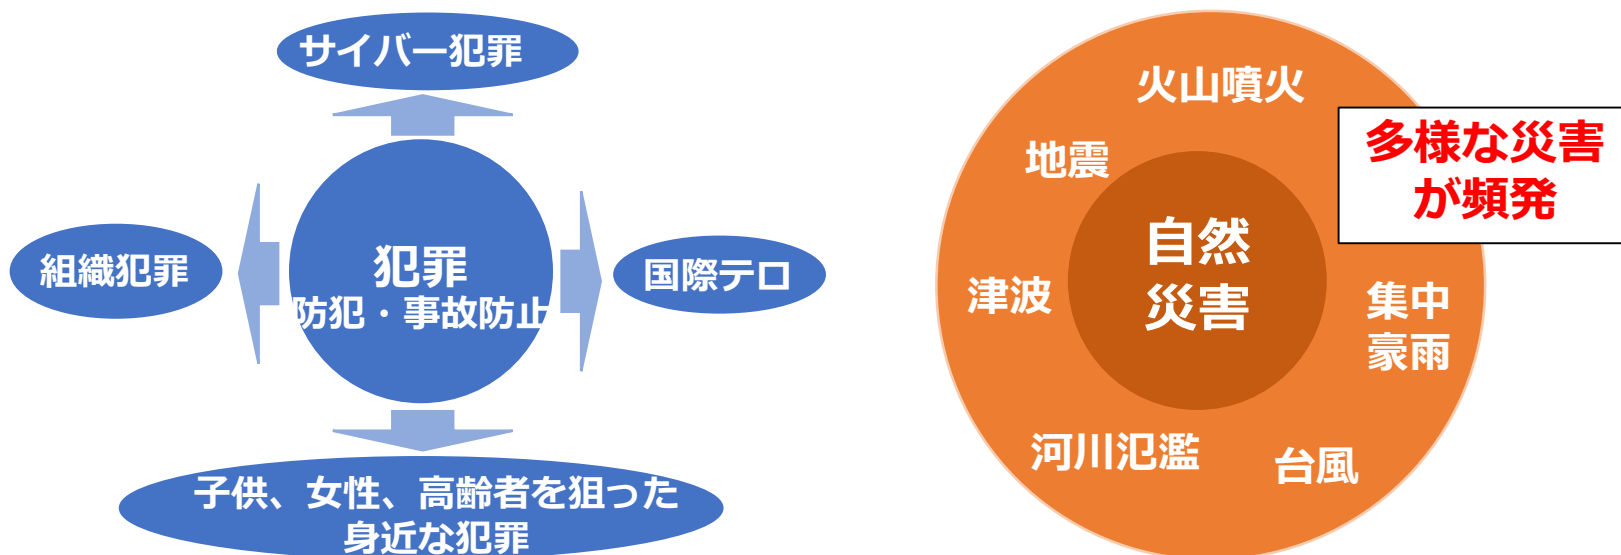 サイバー犯罪
組織犯罪
犯罪
防犯・事故防止
国際テロ
子供、女性、高齢者を狙った
身近な犯罪
火山噴火
地震
多様な災害
が頻発
自然
災害
津波
集中
豪雨
河川氾濫
台風